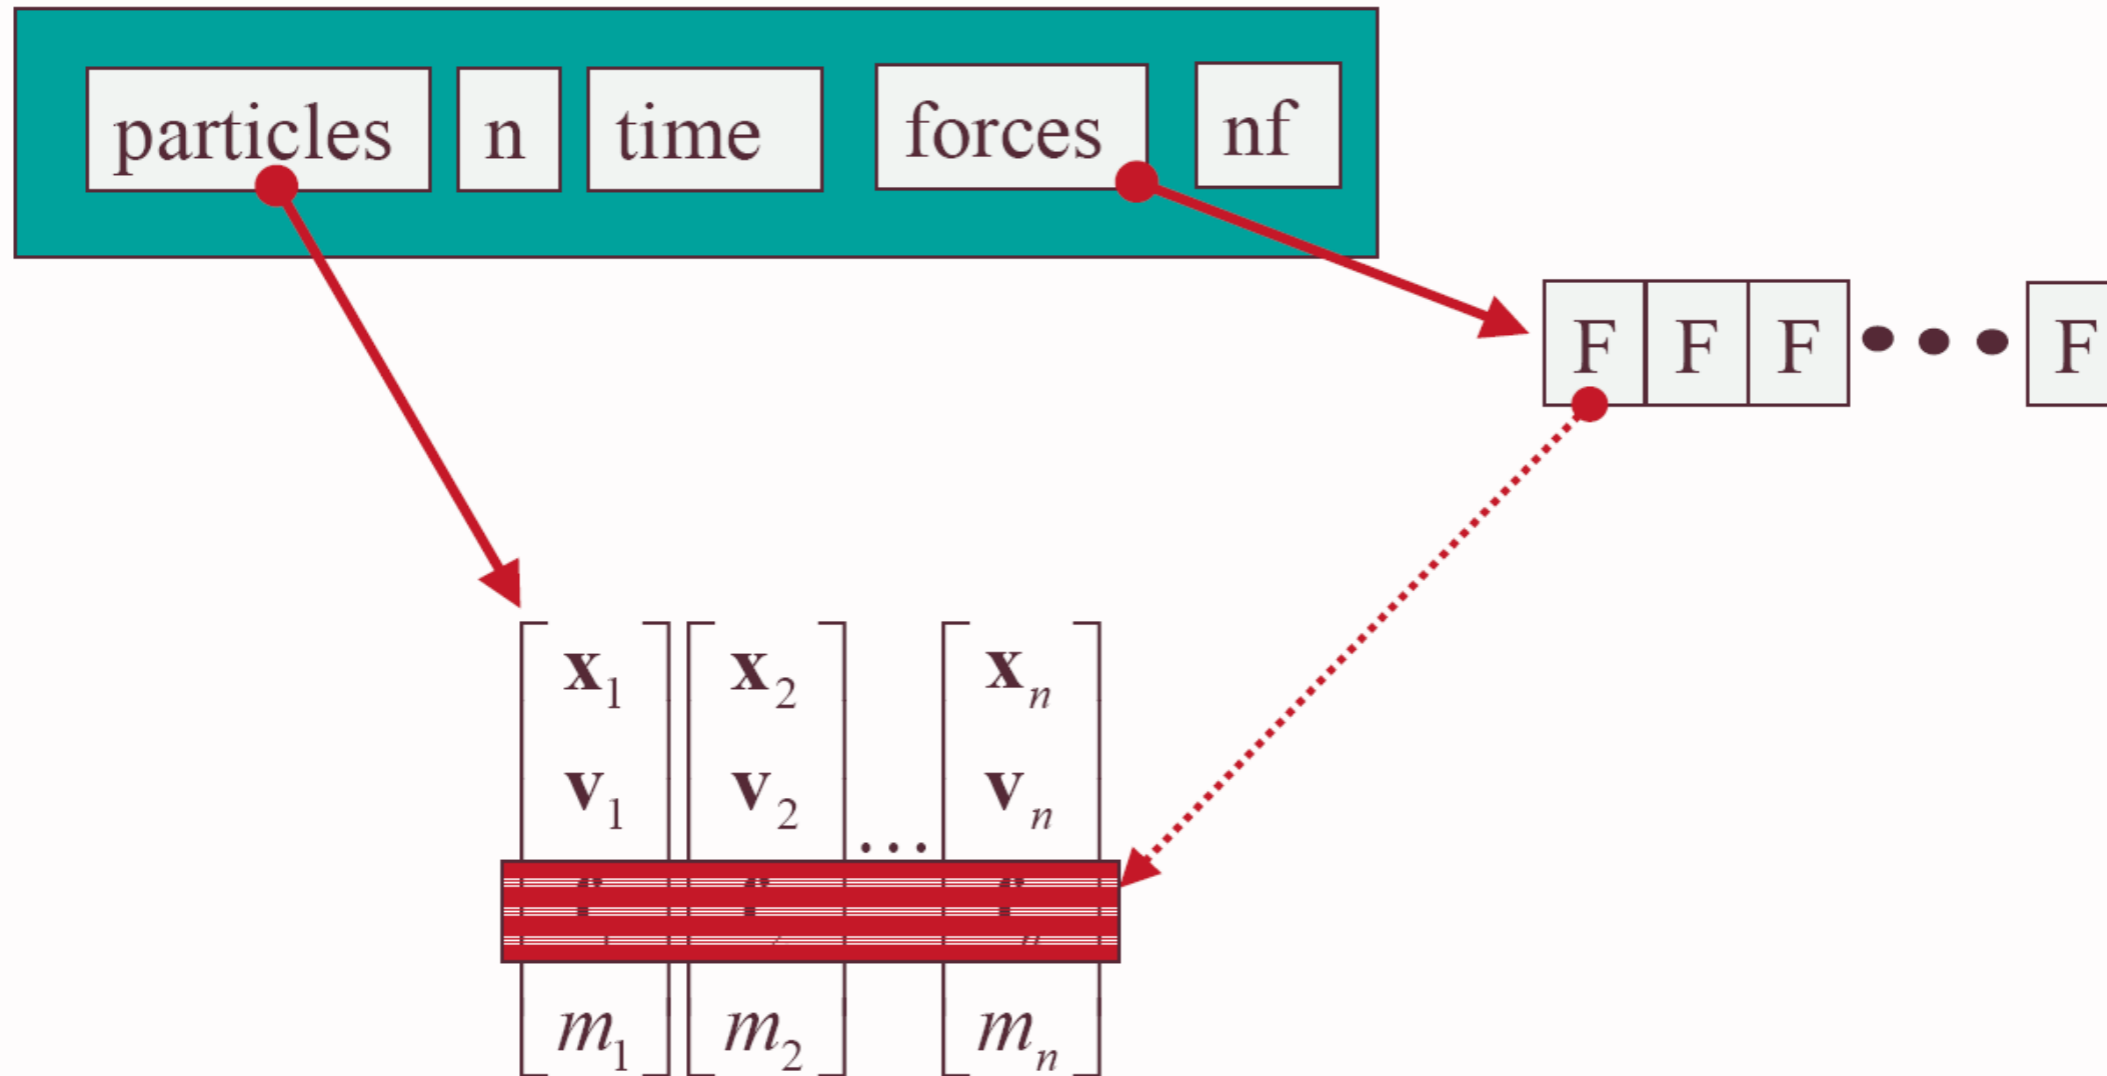 particles n time forces nf
F F F ••• F
x₁ x₂ xₙ
v₁ v₂ vₙ
...
m₁ m₂ mₙ